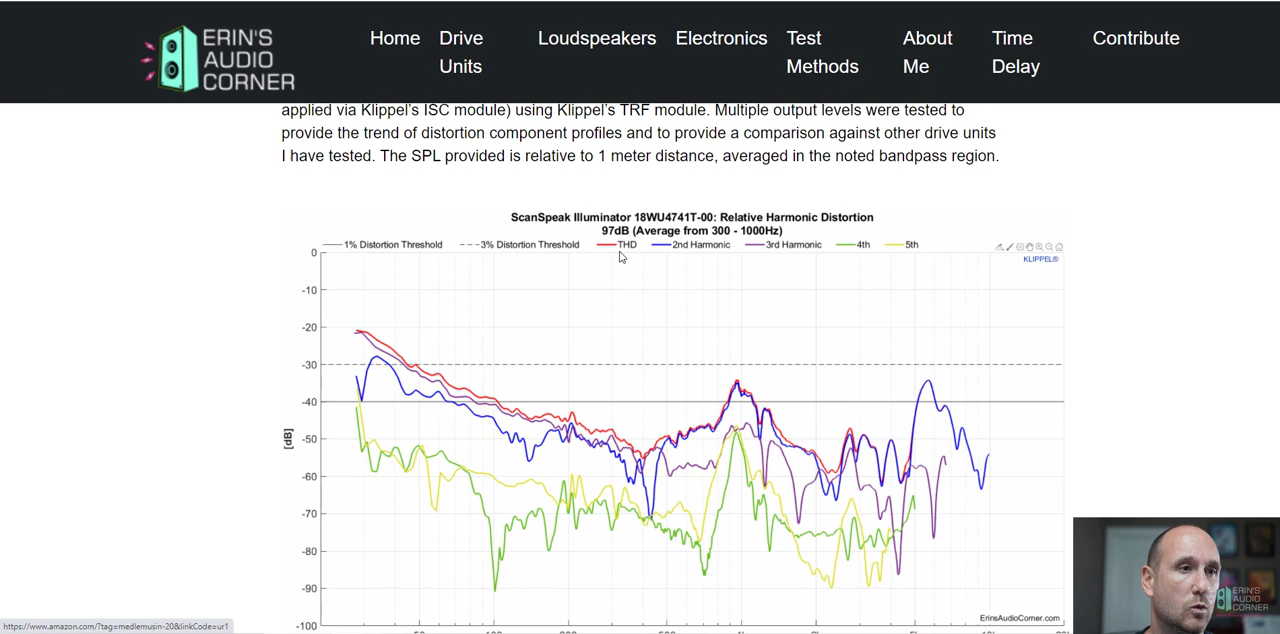 ERIN'S
AUDIO
CORNER
Home
Drive
Units
Loudspeakers
Electronics
Test
Methods
About
Me
Time
Delay
Contribute
applied via Klippel's ISC module) using Klippel's TRF module. Multiple output levels were tested to
provide the trend of distortion component profiles and to provide a comparison against other drive units
I have tested. The SPL provided is relative to 1 meter distance, averaged in the noted bandpass region.
ScanSpeak Illuminator 18WU4741T-00: Relative Harmonic Distortion
97dB (Average from 300 - 1000Hz)
1% Distortion Threshold
3% Distortion Threshold
THD
2nd Harmonic
3rd Harmonic
4th
5th
KLIPPEL®
0
-10
-20
-30
-40
-50
-60
-70
-80
-90
-100
[dB]
ErinsAudioCorner.com
ERIN'S
AUDIO
CORNER
https://www.amazon.com/?tag=mediemusin-20&linkCode=ur1